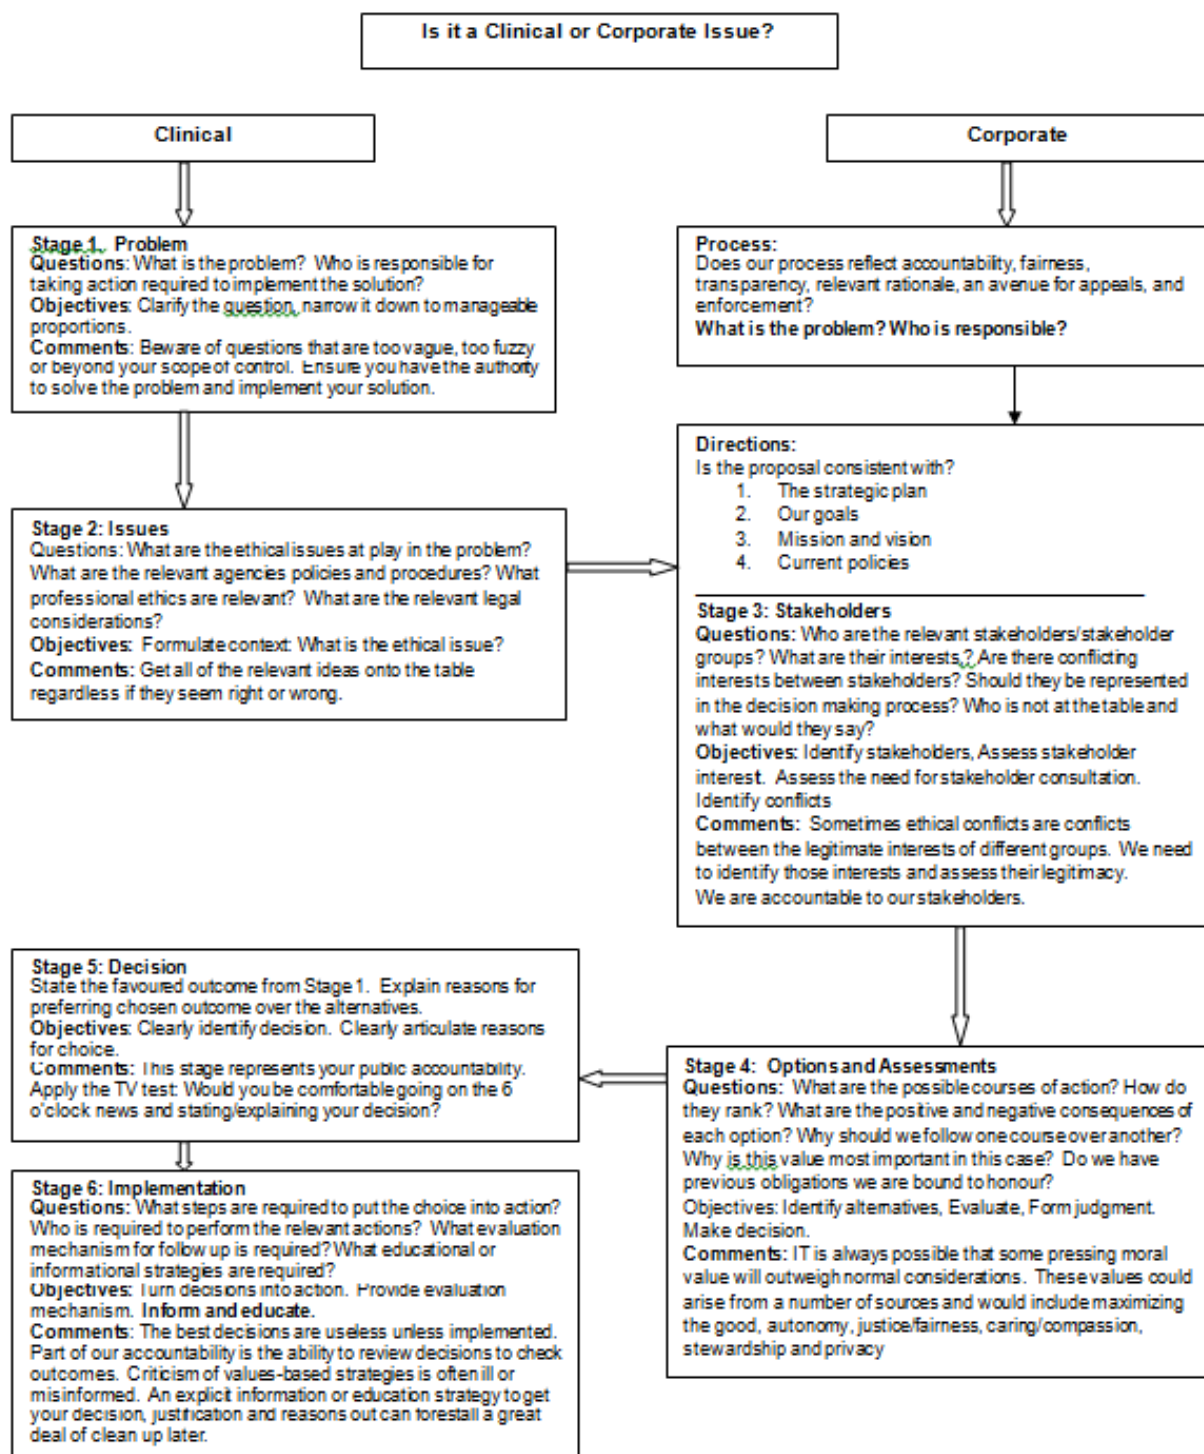 Is it a Clinical or Corporate Issue?
Clinical
Corporate
Stage 1. Problem
Questions: What is the problem? Who is responsible for
taking action required to implement the solution?
Objectives: Clarify the question, narrow it down to manageable
proportions.
Comments: Beware of questions that are too vague, too fuzzy
or beyond your scope of control. Ensure you have the authority
to solve the problem and implement your solution.
Process:
Does our process reflect accountability, fairness,
transparency, relevant rationale, an avenue for appeals, and
enforcement?
What is the problem? Who is responsible?
Stage 2: Issues
Questions: What are the ethical issues at play in the problem?
What are the relevant agencies policies and procedures? What
professional ethics are relevant? What are the relevant legal
considerations?
Objectives: Formulate context: What is the ethical issue?
Comments: Get all of the relevant ideas onto the table
regardless if they seem right or wrong.
Directions:
Is the proposal consistent with?
1. The strategic plan
2. Our goals
3. Mission and vision
4. Current policies
Stage 3: Stakeholders
Questions: Who are the relevant stakeholders/stakeholder
groups? What are their interests,? Are there conflicting
interests between stakeholders? Should they be represented
in the decision making process? Who is not at the table and
what would they say?
Objectives: Identify stakeholders, Assess stakeholder
interest. Assess the need for stakeholder consultation.
Identify conflicts
Comments: Sometimes ethical conflicts are conflicts
between the legitimate interests of different groups. We need
to identify those interests and assess their legitimacy.
We are accountable to our stakeholders.
Stage 4: Options and Assessments
Questions: What are the possible courses of action? How do
they rank? What are the positive and negative consequences of
each option? Why should we follow one course over another?
Why is this value most important in this case? Do we have
previous obligations we are bound to honour?
Objectives: Identify alternatives, Evaluate, Form judgment.
Make decision.
Comments: IT is always possible that some pressing moral
value will outweigh normal considerations. These values could
arise from a number of sources and would include maximizing
the good, autonomy, justice/fairness, caring/compassion,
stewardship and privacy
Stage 5: Decision
State the favoured outcome from Stage 1. Explain reasons for
preferring chosen outcome over the alternatives.
Objectives: Clearly identify decision. Clearly articulate reasons
for choice.
Comments: This stage represents your public accountability.
Apply the TV test: Would you be comfortable going on the 6
o'clock news and stating/explaining your decision?
Stage 6: Implementation
Questions: What steps are required to put the choice into action?
Who is required to perform the relevant actions? What evaluation
mechanism for follow up is required? What educational or
informational strategies are required?
Objectives: Turn decisions into action. Provide evaluation
mechanism. Inform and educate.
Comments: The best decisions are useless unless implemented.
Part of our accountability is the ability to review decisions to check
outcomes. Criticism of values-based strategies is often ill or
misinformed. An explicit information or education strategy to get
your decision, justification and reasons out can forestall a great
deal of clean up later.